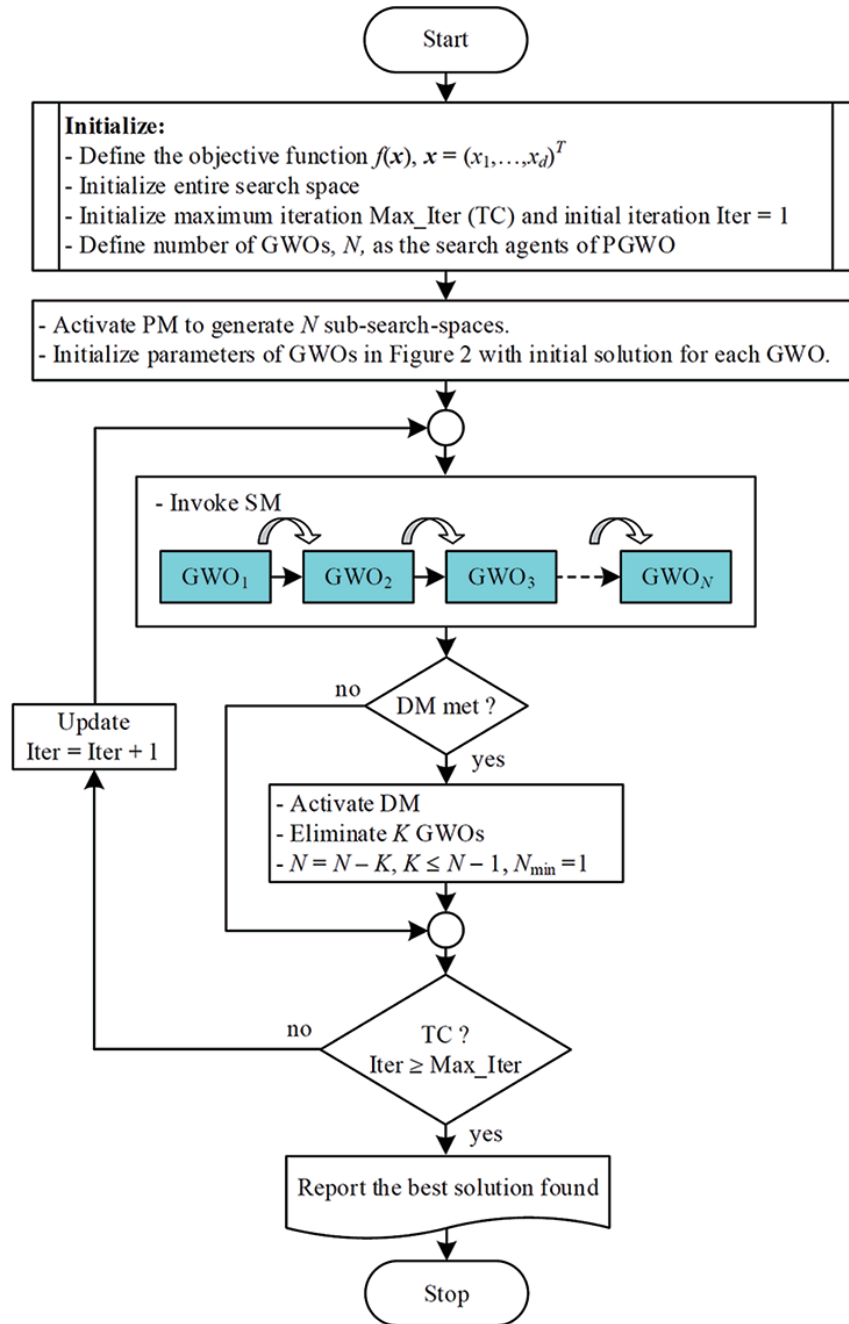 Start
Initialize:
- Define the objective function f(x), x = (x₁,…,x_d)ᵀ
- Initialize entire search space
- Initialize maximum iteration Max_Iter (TC) and initial iteration Iter = 1
- Define number of GWOs, N, as the search agents of PGWO
- Activate PM to generate N sub-search-spaces.
- Initialize parameters of GWOs in Figure 2 with initial solution for each GWO.
- Invoke SM
GWO₁ GWO₂ GWO₃ GWO_N
no
DM met ?
yes
Update
Iter = Iter + 1
- Activate DM
- Eliminate K GWOs
- N = N – K, K ≤ N – 1, N_min = 1
no
TC ?
Iter ≥ Max_Iter
yes
Report the best solution found
Stop